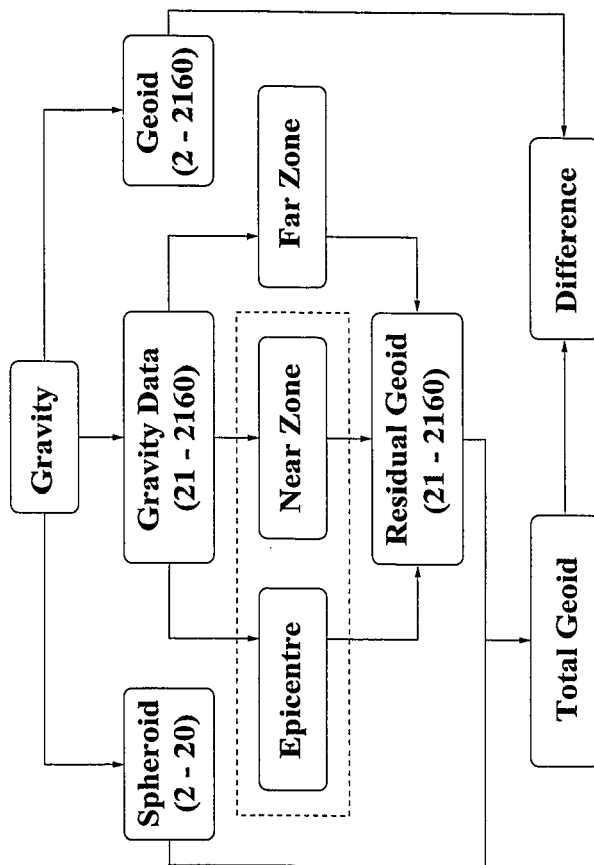 Gravity
Spheroid
(2 - 20)
Gravity Data
(21 - 2160)
Geoid
(2 - 2160)
Epicentre
Near Zone
Far Zone
Residual Geoid
(21 - 2160)
Total Geoid
Difference